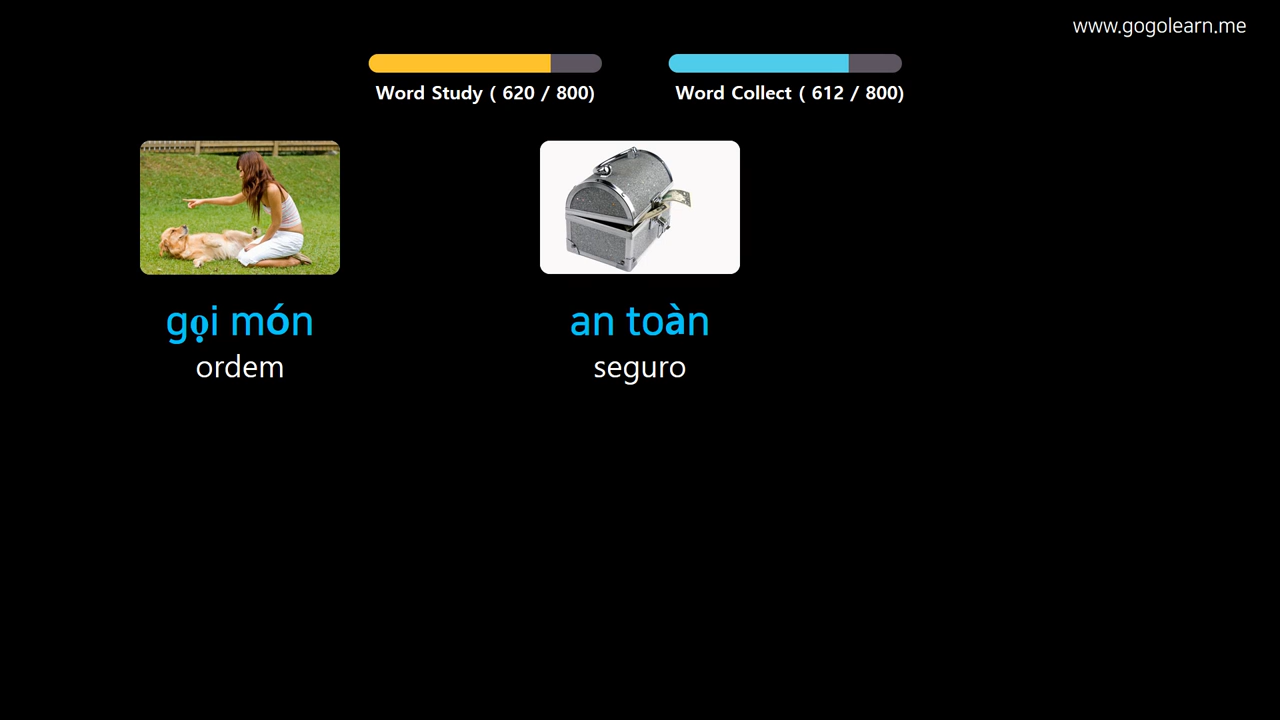 www.gogolearn.me
Word Study ( 620 / 800)
Word Collect ( 612 / 800)
gọi món
ordem
an toàn
seguro